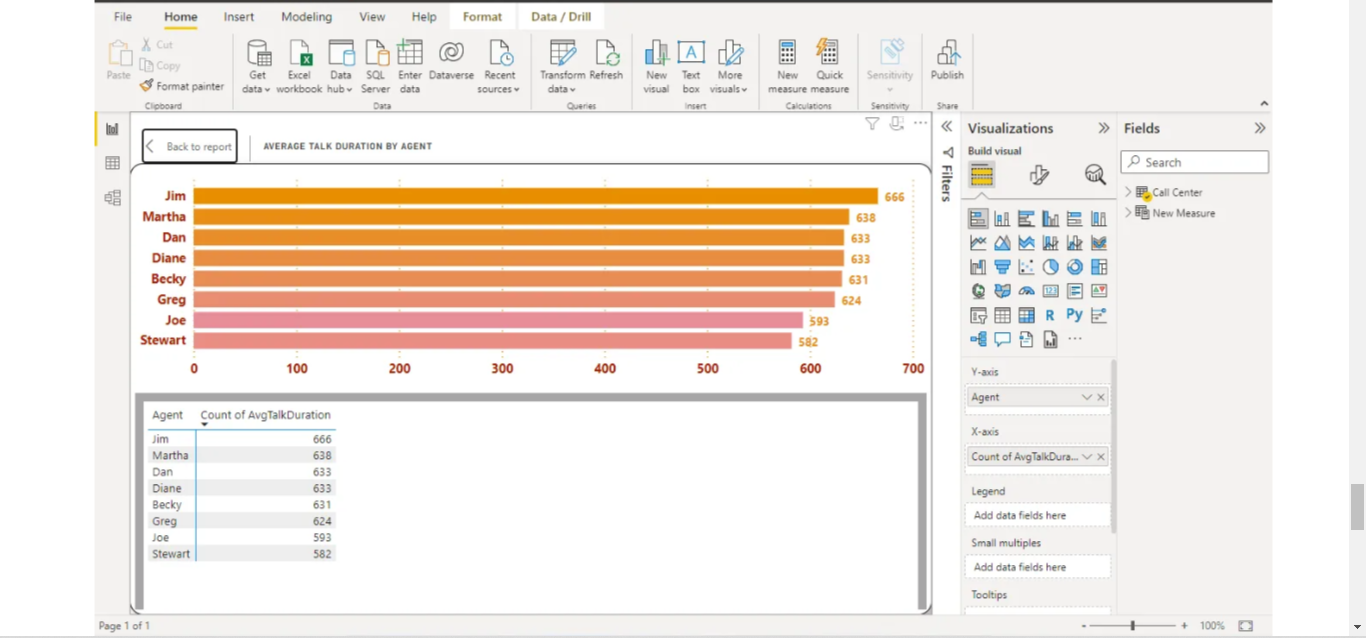 File Home Insert Modeling View Help Format Data / Drill
Paste
Cut
Copy
Format painter
Clipboard
Get data
Excel workbook
Data hub
SQL Server
Enter data
Dataverse
Recent sources
Data
Transform data
Refresh
Queries
New visual
Text box
More visuals
Insert
New measure
Quick measure
Calculations
Sensitivity
Sensitivity
Publish
Share
Back to report
AVERAGE TALK DURATION BY AGENT
Jim 666
Martha 638
Dan 633
Diane 633
Becky 631
Greg 624
Joe 593
Stewart 582
0 100 200 300 400 500 600 700
Agent Count of AvgTalkDuration
Jim 666
Martha 638
Dan 633
Diane 633
Becky 631
Greg 624
Joe 593
Stewart 582
Filters
Visualizations
Build visual
123
R
Py
Y-axis
Agent
X-axis
Count of AvgTalkDura...
Legend
Add data fields here
Small multiples
Add data fields here
Tooltips
Fields
Search
Call Center
New Measure
Page 1 of 1
- + 100%